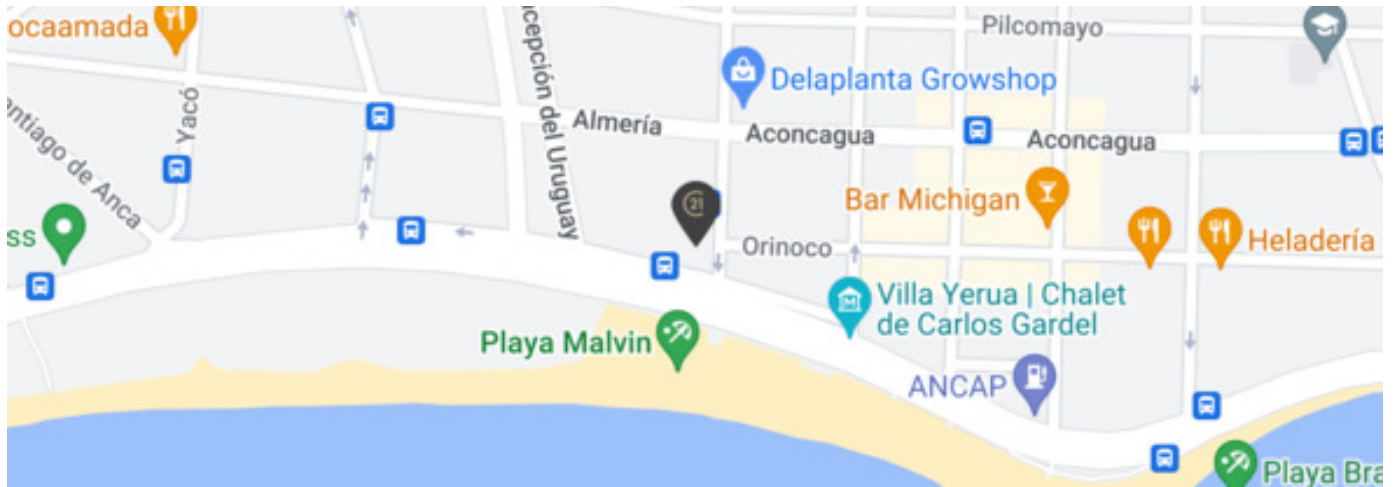 ocaamada
Pilcomayo
cepción del Uruguay
Delaplanta Growshop
Almería
Aconcagua
Aconcagua
Yacó
ntiago de Anca
21
Bar Michigan
ss
Orinoco
Heladería
Villa Yerua | Chalet
de Carlos Gardel
Playa Malvin
ANCAP
Playa Bra